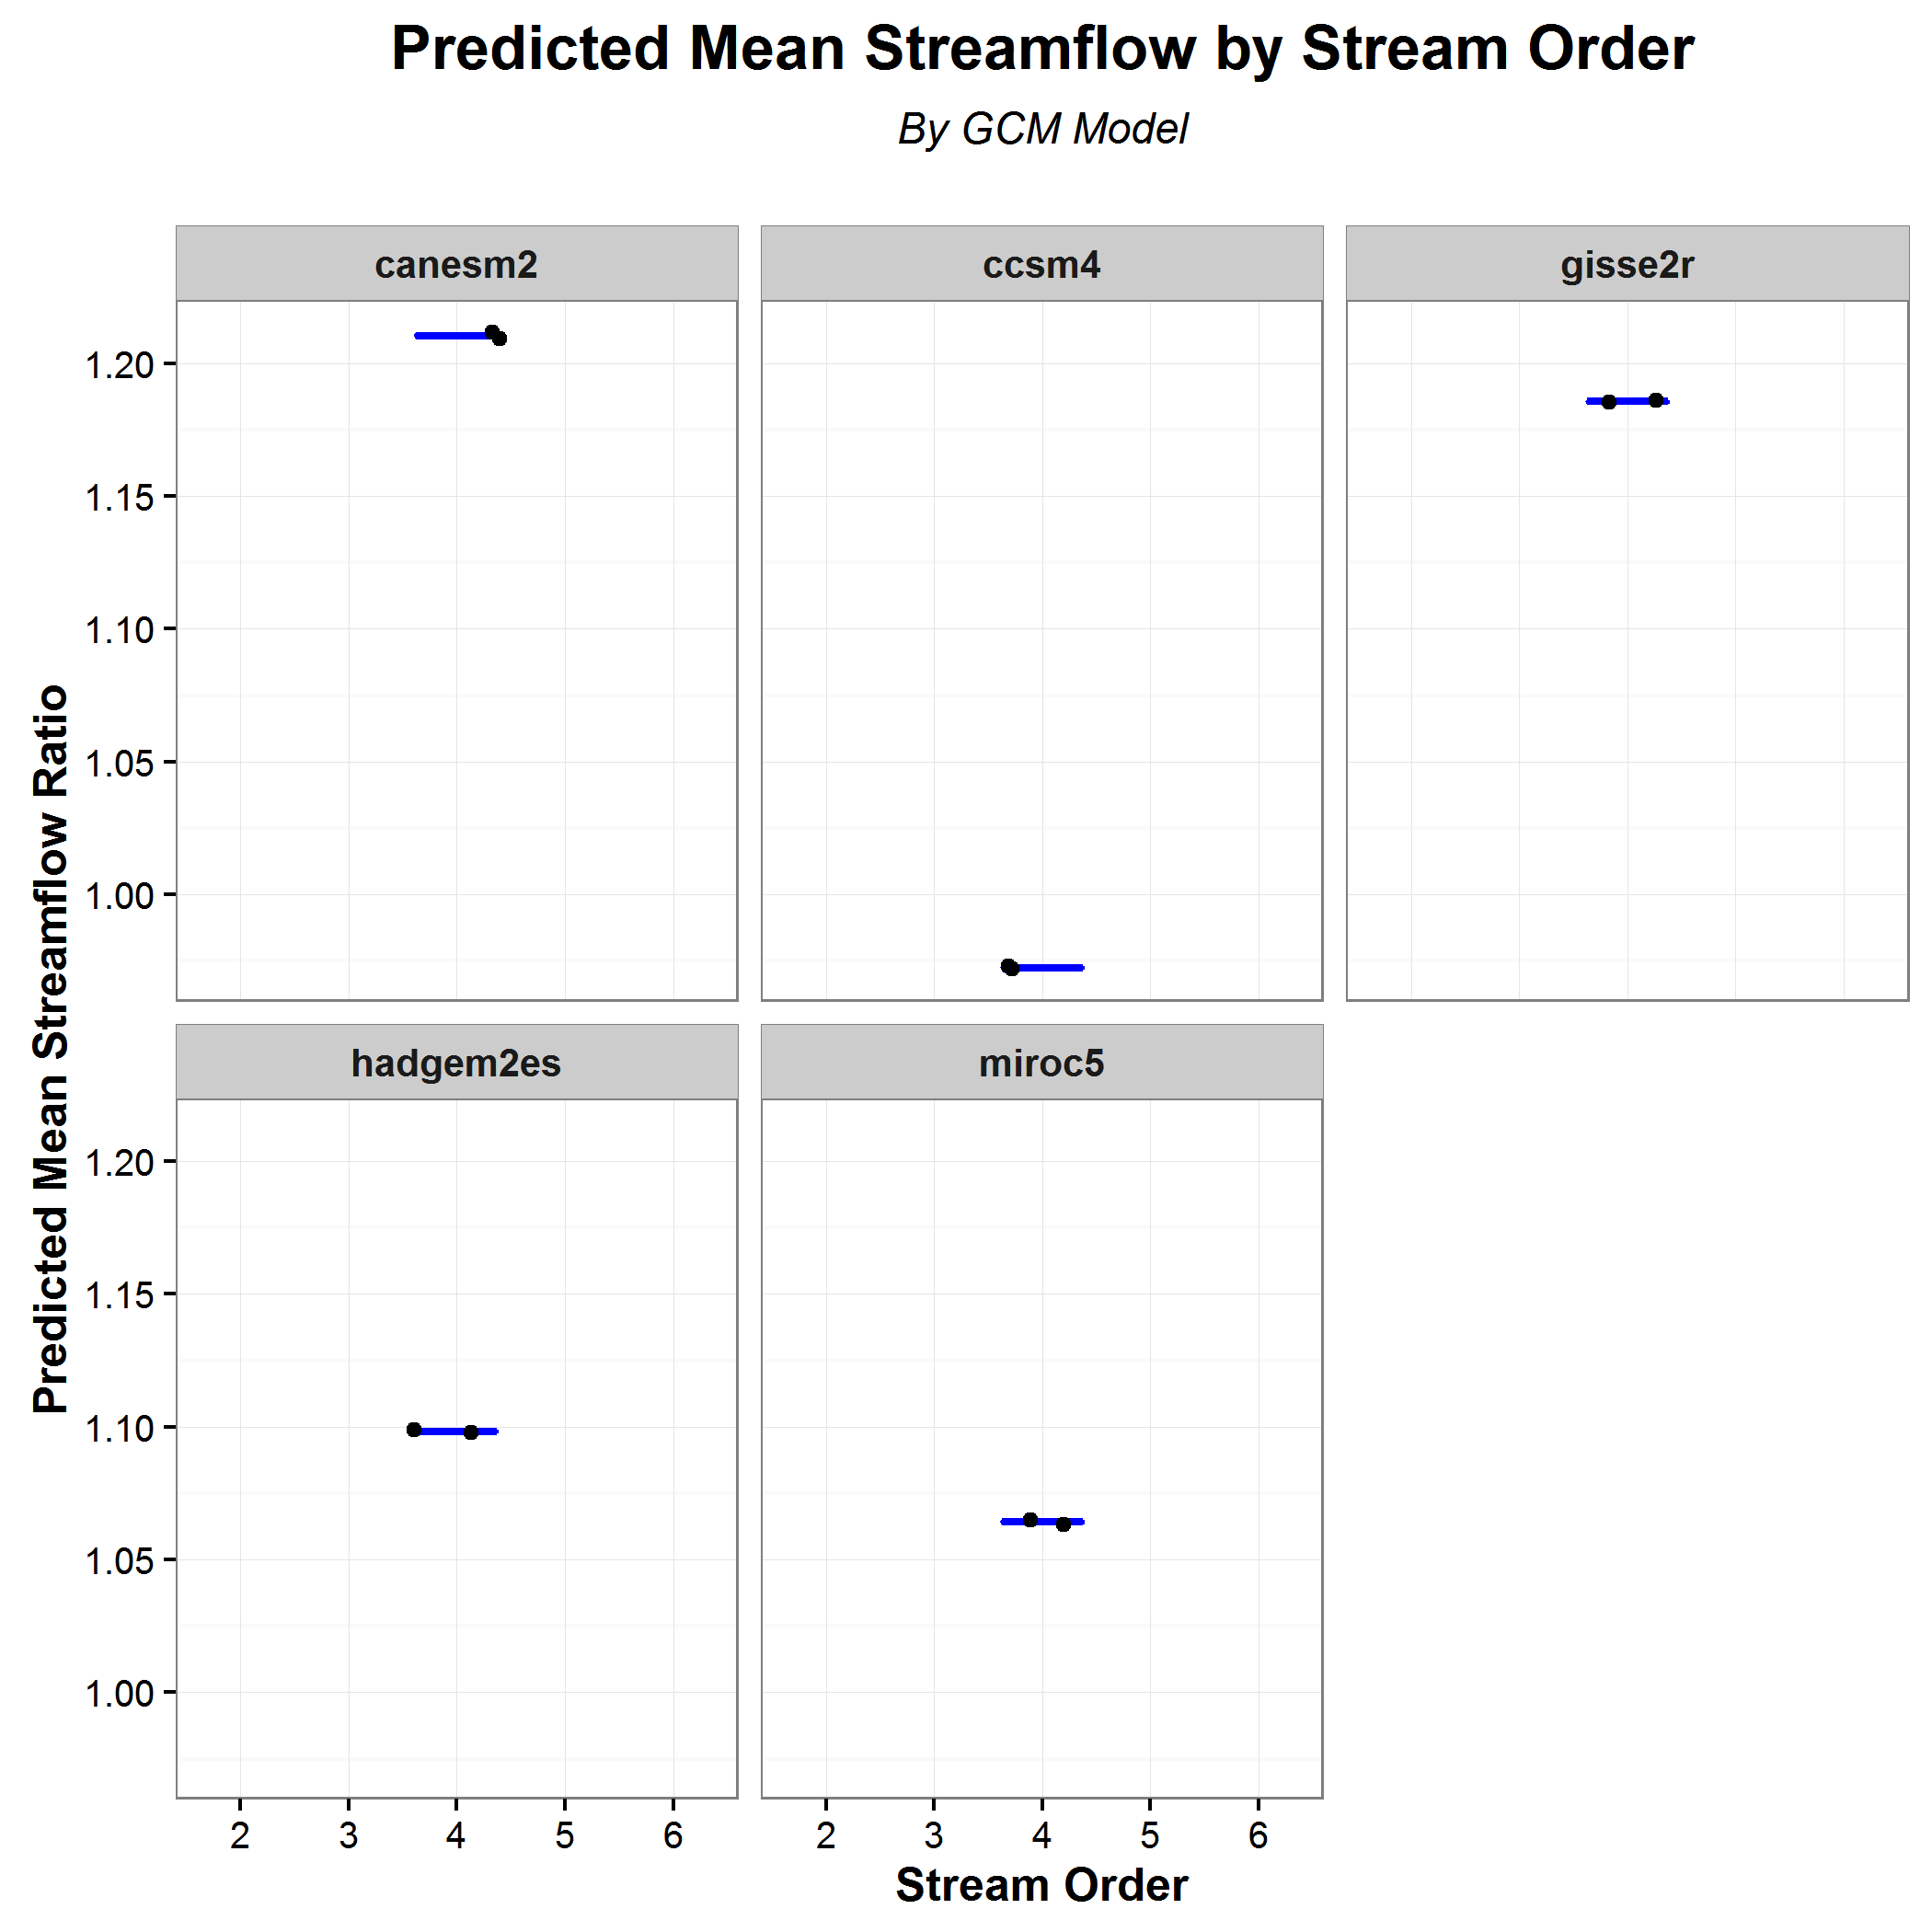 Predicted Mean Streamflow by Stream Order
By GCM Model
canesm2
ccsm4
gisse2r
1.20
1.15
1.10
1.05
1.00
Predicted Mean Streamflow Ratio
hadgem2es
miroc5
1.20
1.15
1.10
1.05
1.00
2 3 4 5 6
2 3 4 5 6
Stream Order